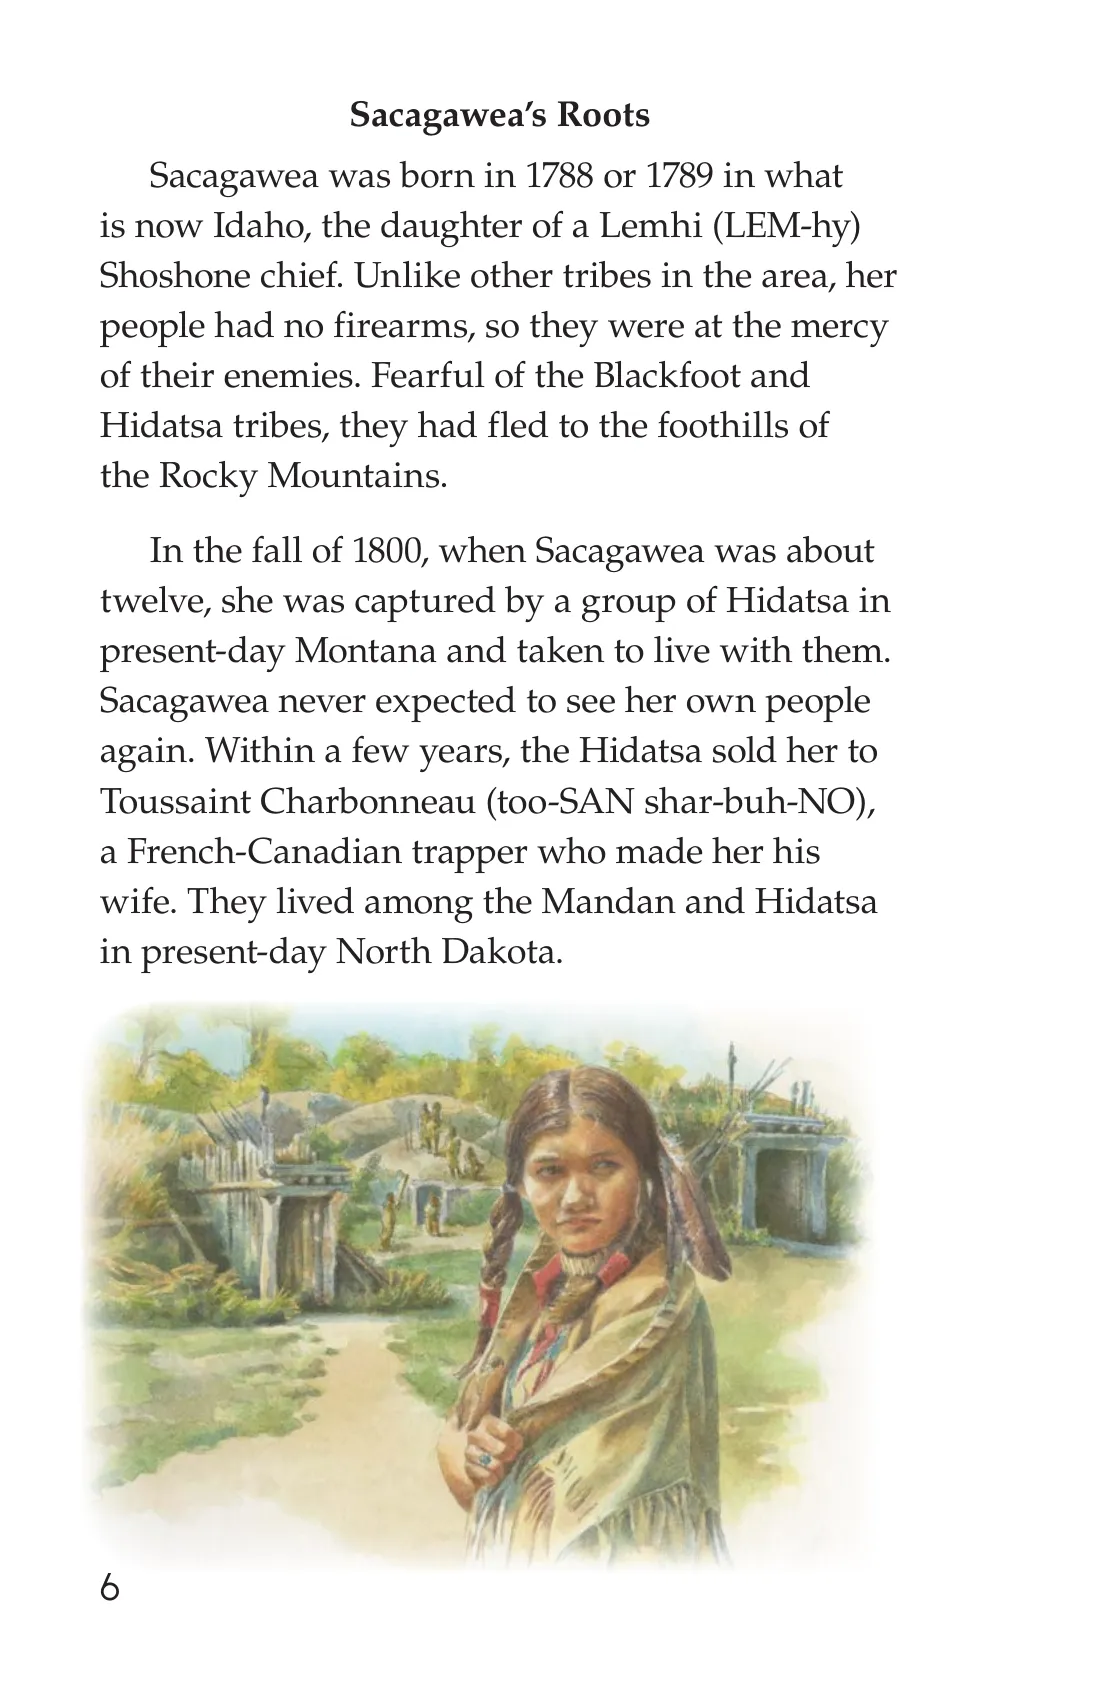 Sacagawea’s Roots
Sacagawea was born in 1788 or 1789 in what
is now Idaho, the daughter of a Lemhi (LEM-hy)
Shoshone chief. Unlike other tribes in the area, her
people had no firearms, so they were at the mercy
of their enemies. Fearful of the Blackfoot and
Hidatsa tribes, they had fled to the foothills of
the Rocky Mountains.
In the fall of 1800, when Sacagawea was about
twelve, she was captured by a group of Hidatsa in
present-day Montana and taken to live with them.
Sacagawea never expected to see her own people
again. Within a few years, the Hidatsa sold her to
Toussaint Charbonneau (too-SAN shar-buh-NO),
a French-Canadian trapper who made her his
wife. They lived among the Mandan and Hidatsa
in present-day North Dakota.
6